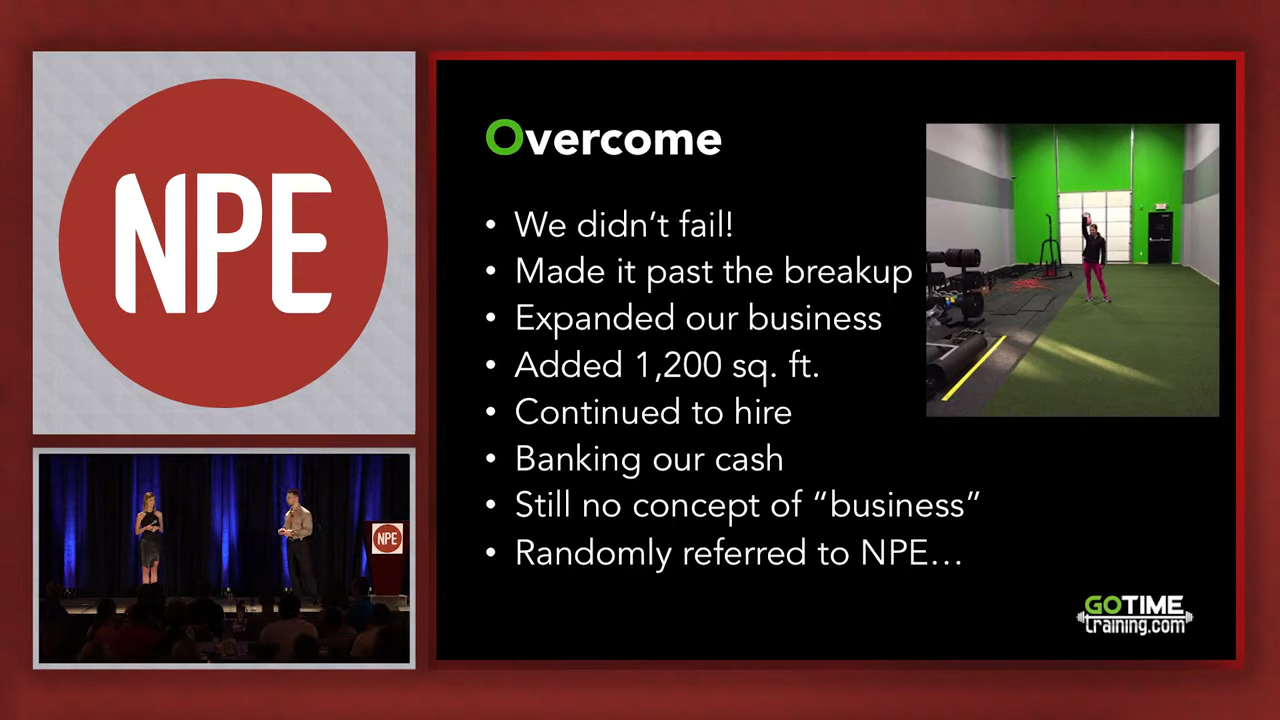 NPE
NPE
Overcome
• We didn't fail!
• Made it past the breakup
• Expanded our business
• Added 1,200 sq. ft.
• Continued to hire
• Banking our cash
• Still no concept of “business”
• Randomly referred to NPE…
GOTIME
training.com